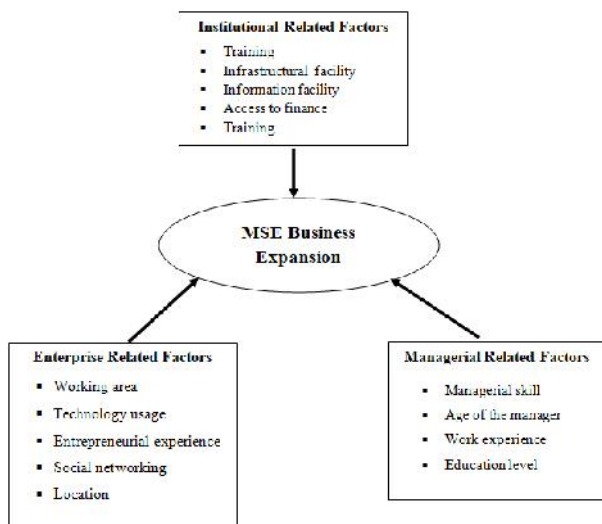 Institutional Related Factors
▪ Training
▪ Infrastructural facility
▪ Information facility
▪ Access to finance
▪ Training
MSE Business
Expansion
Enterprise Related Factors
▪ Working area
▪ Technology usage
▪ Entrepreneurial experience
▪ Social networking
▪ Location
Managerial Related Factors
▪ Managerial skill
▪ Age of the manager
▪ Work experience
▪ Education level